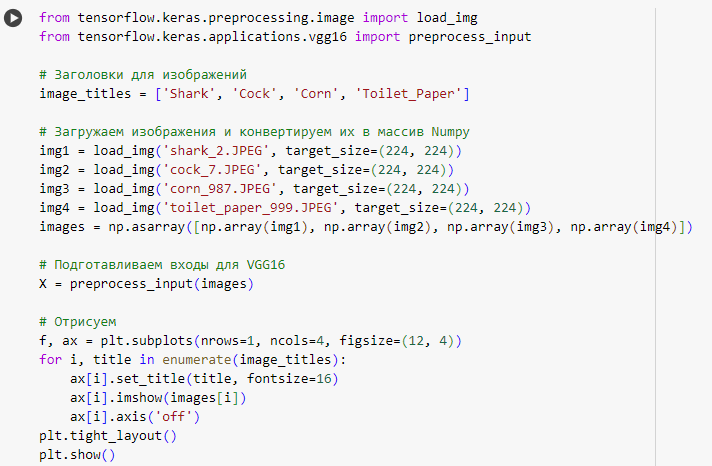 from tensorflow.keras.preprocessing.image import load_img
from tensorflow.keras.applications.vgg16 import preprocess_input

# Заголовки для изображений
image_titles = ['Shark', 'Cock', 'Corn', 'Toilet_Paper']

# Загружаем изображения и конвертируем их в массив Numpy
img1 = load_img('shark_2.JPEG', target_size=(224, 224))
img2 = load_img('cock_7.JPEG', target_size=(224, 224))
img3 = load_img('corn_987.JPEG', target_size=(224, 224))
img4 = load_img('toilet_paper_999.JPEG', target_size=(224, 224))
images = np.asarray([np.array(img1), np.array(img2), np.array(img3), np.array(img4)])

# Подготавливаем входы для VGG16
X = preprocess_input(images)

# Отрисуем
f, ax = plt.subplots(nrows=1, ncols=4, figsize=(12, 4))
for i, title in enumerate(image_titles):
    ax[i].set_title(title, fontsize=16)
    ax[i].imshow(images[i])
    ax[i].axis('off')
plt.tight_layout()
plt.show()